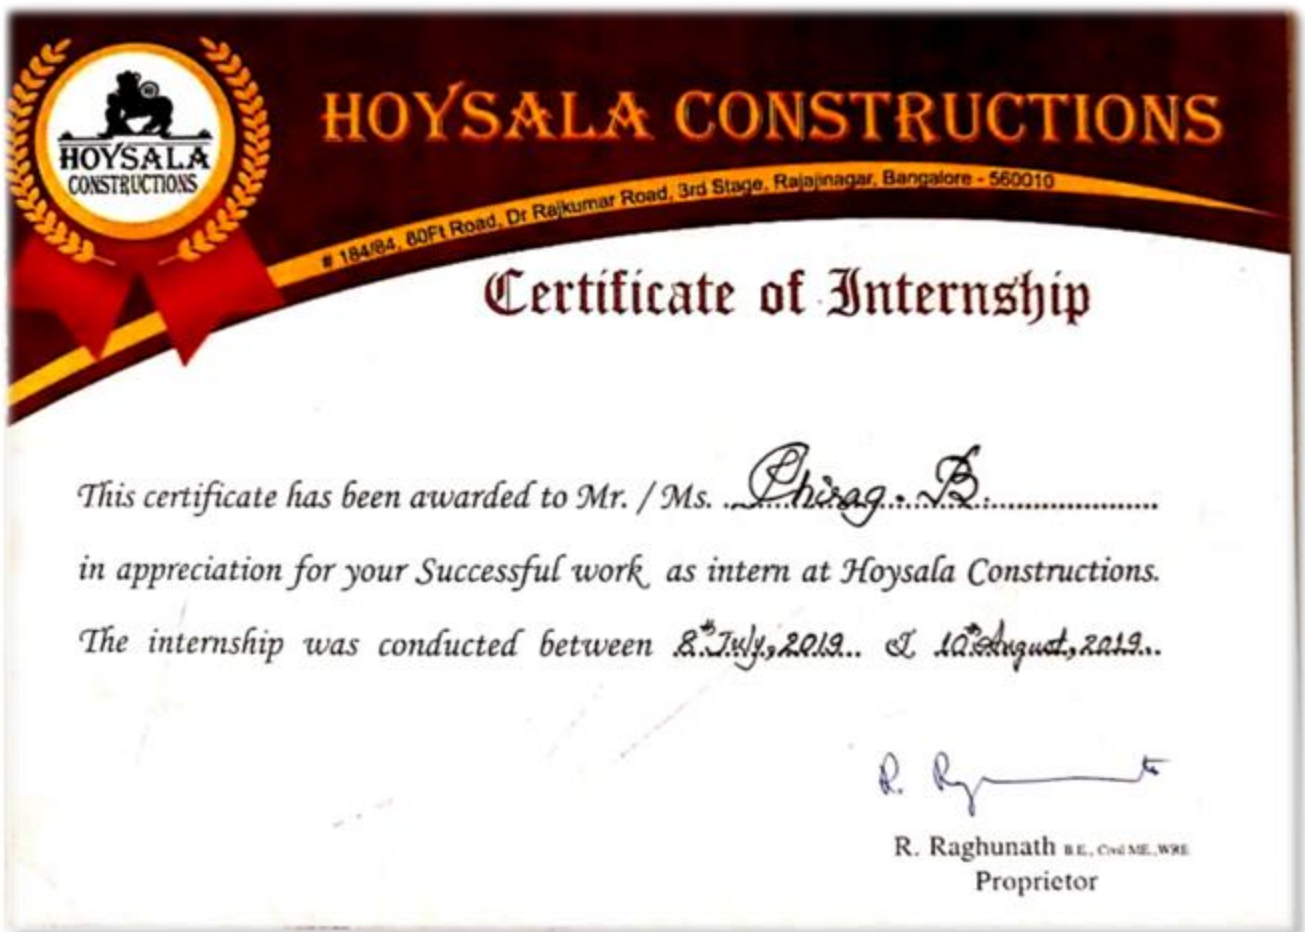 HOYSALA
CONSTRUCTIONS
HOYSALA CONSTRUCTIONS
# 184/84, 80Ft Road, Dr Rajkumar Road, 3rd Stage, Rajajinagar, Bangalore - 560010
Certificate of Internship
This certificate has been awarded to Mr. / Ms. Chirag. B.
in appreciation for your Successful work as intern at Hoysala Constructions.
The internship was conducted between 8th July, 2019 & 10th August, 2019
R. Raghunath B.E., Civil ME., WRE
Proprietor